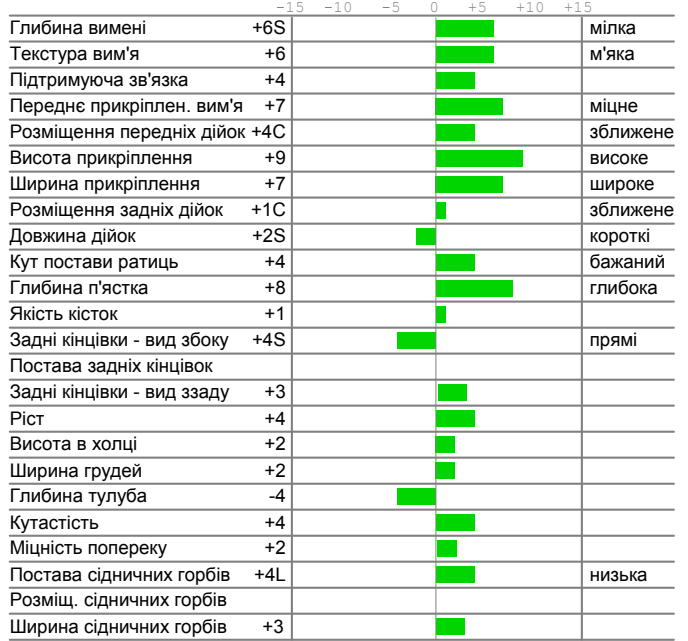 -15 -10 -5 0 +5 +10 +15
Глибина вимені +6S мілка
Текстура вим'я +6 м'яка
Підтримуюча зв'язка +4
Переднє прикріплен. вим'я +7 міцне
Розміщення передніх дійок +4C зближене
Висота прикріплення +9 високе
Ширина прикріплення +7 широке
Розміщення задніх дійок +1C зближене
Довжина дійок +2S короткі
Кут постави ратиць +4 бажаний
Глибина п'ястка +8 глибока
Якість кісток +1
Задні кінцівки - вид збоку +4S прямі
Постава задніх кінцівок
Задні кінцівки - вид ззаду +3
Ріст +4
Висота в холці +2
Ширина грудей +2
Глибина тулуба -4
Кутастість +4
Міцність попереку +2
Постава сідничних горбів +4L низька
Розміщ. сідничних горбів
Ширина сідничних горбів +3